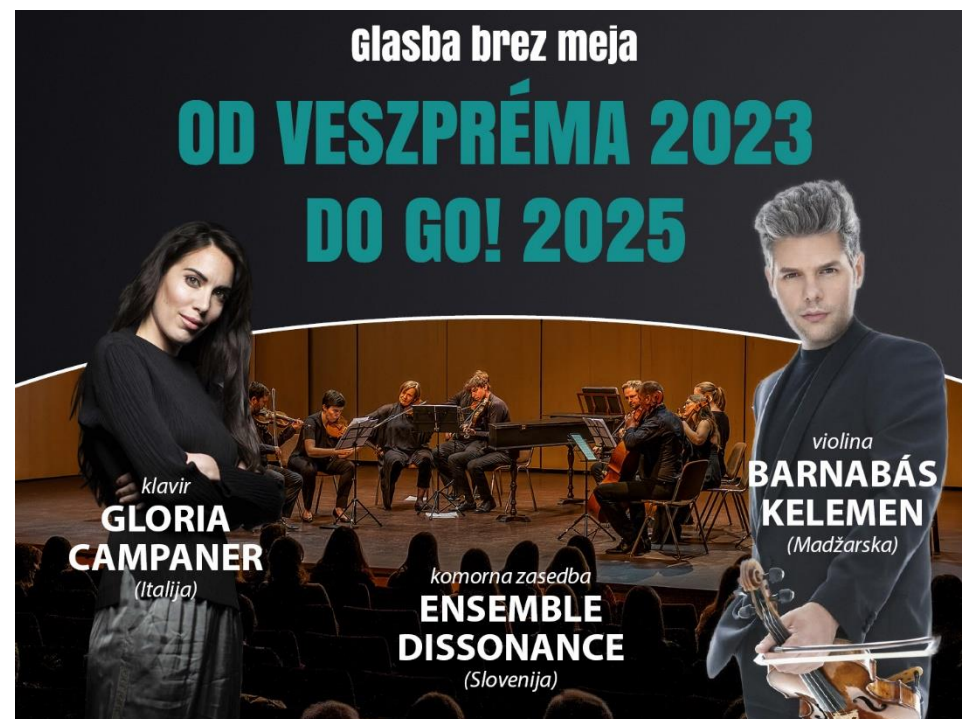 Glasba brez meja
OD VESZPRÉMA 2023
DO GO! 2025
klavir
GLORIA
CAMPANER
(Italija)
komorna zasedba
ENSEMBLE
DISSONANCE
(Slovenija)
violina
BARNABÁS
KELEMEN
(Madžarska)